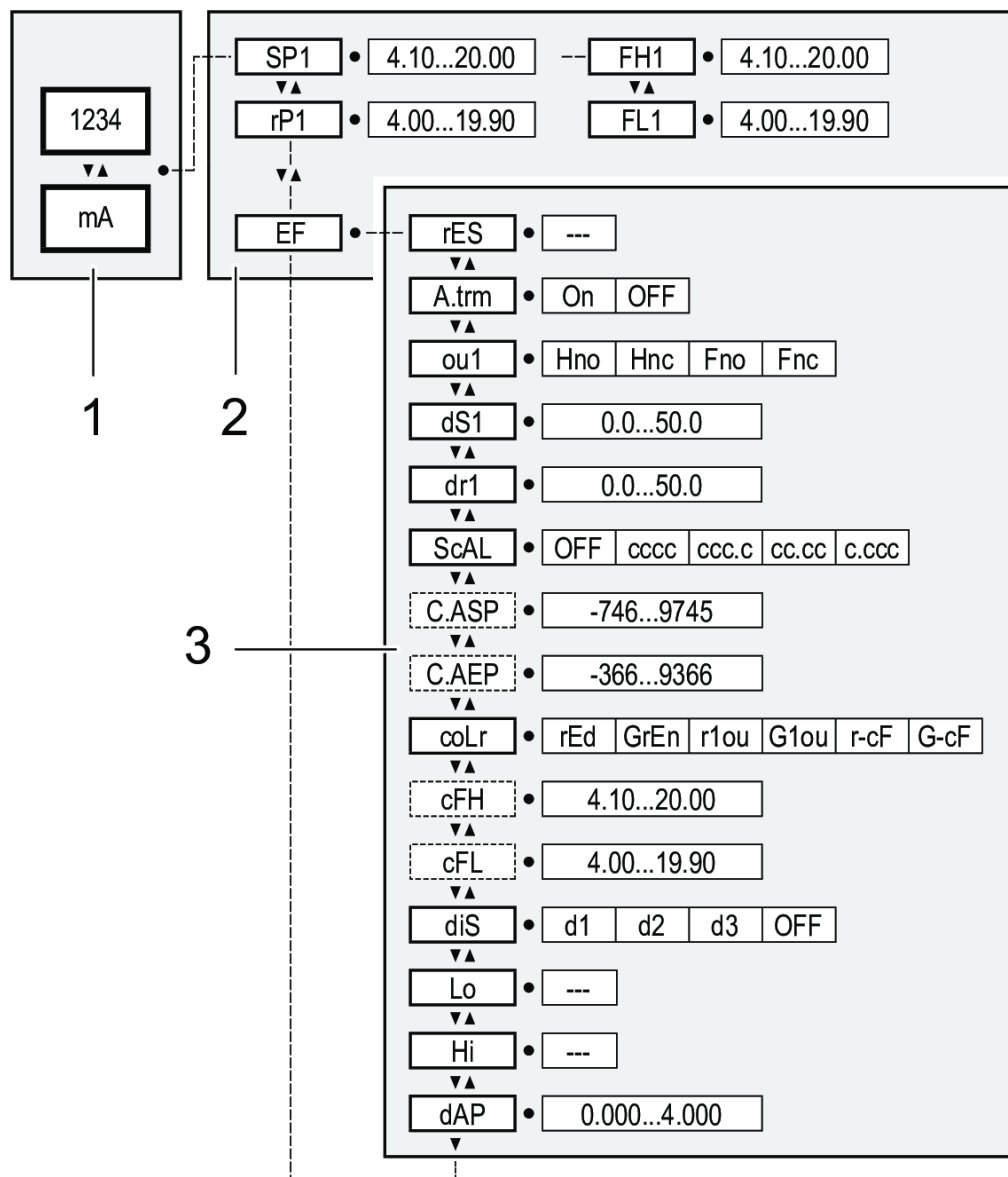 SP1 4.10...20.00 FH1 4.10...20.00
1234 rP1 4.00...19.90 FL1 4.00...19.90
mA EF rES ---
A.trm On OFF
ou1 Hno Hnc Fno Fnc
1 2 dS1 0.0...50.0
dr1 0.0...50.0
ScAL OFF cccc ccc.c cc.cc c.ccc
C.ASP -746...9745
3
C.AEP -366...9366
coLr rEd GrEn r1ou G1ou r-cF G-cF
cFH 4.10...20.00
cFL 4.00...19.90
diS d1 d2 d3 OFF
Lo ---
Hi ---
dAP 0.000...4.000